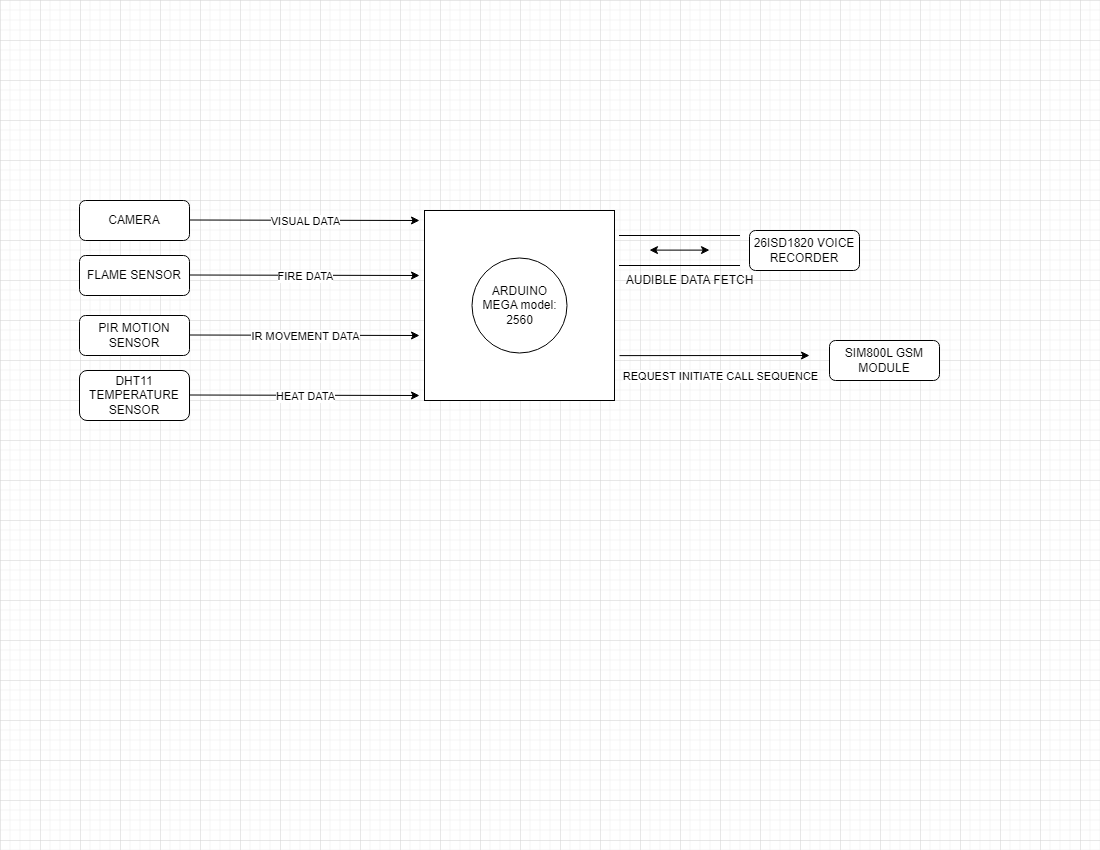 CAMERA
VISUAL DATA
FLAME SENSOR
FIRE DATA
PIR MOTION
SENSOR
IR MOVEMENT DATA
DHT11
TEMPERATURE
SENSOR
HEAT DATA
ARDUINO
MEGA model:
2560
26ISD1820 VOICE
RECORDER
AUDIBLE DATA FETCH
SIM800L GSM
MODULE
REQUEST INITIATE CALL SEQUENCE